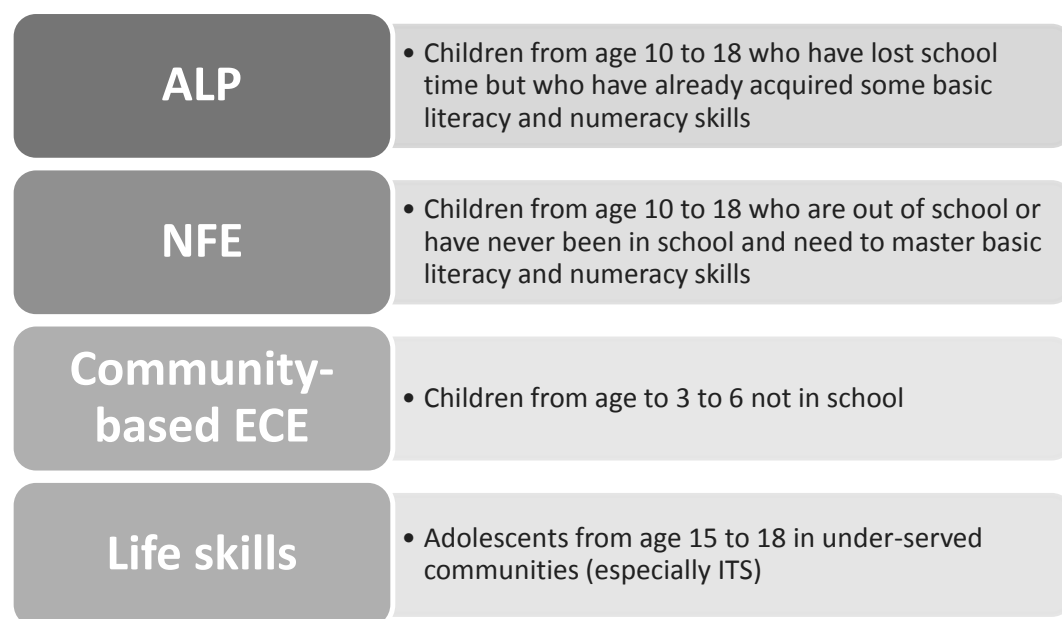 ALP
• Children from age 10 to 18 who have lost school
time but who have already acquired some basic
literacy and numeracy skills
NFE
• Children from age 10 to 18 who are out of school or
have never been in school and need to master basic
literacy and numeracy skills
Community-
based ECE
• Children from age to 3 to 6 not in school
Life skills
• Adolescents from age 15 to 18 in under-served
communities (especially ITS)